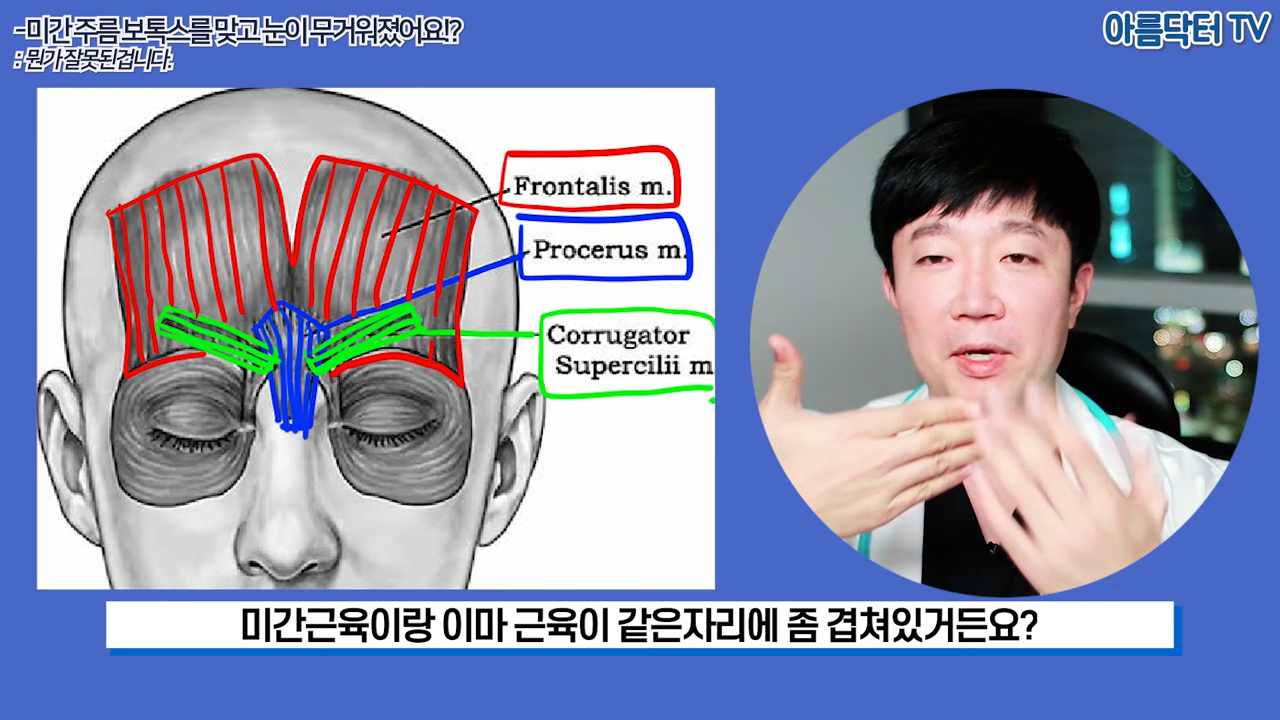 -미간 주름 보톡스를 맞고 눈이 무거워졌어요!?
: 뭔가 잘못된 겁니다.
아름닥터 TV
Frontalis m.
Procerus m.
Corrugator
Supercilii m
미간근육이랑 이마 근육이 같은자리에 좀 겹쳐있거든요?